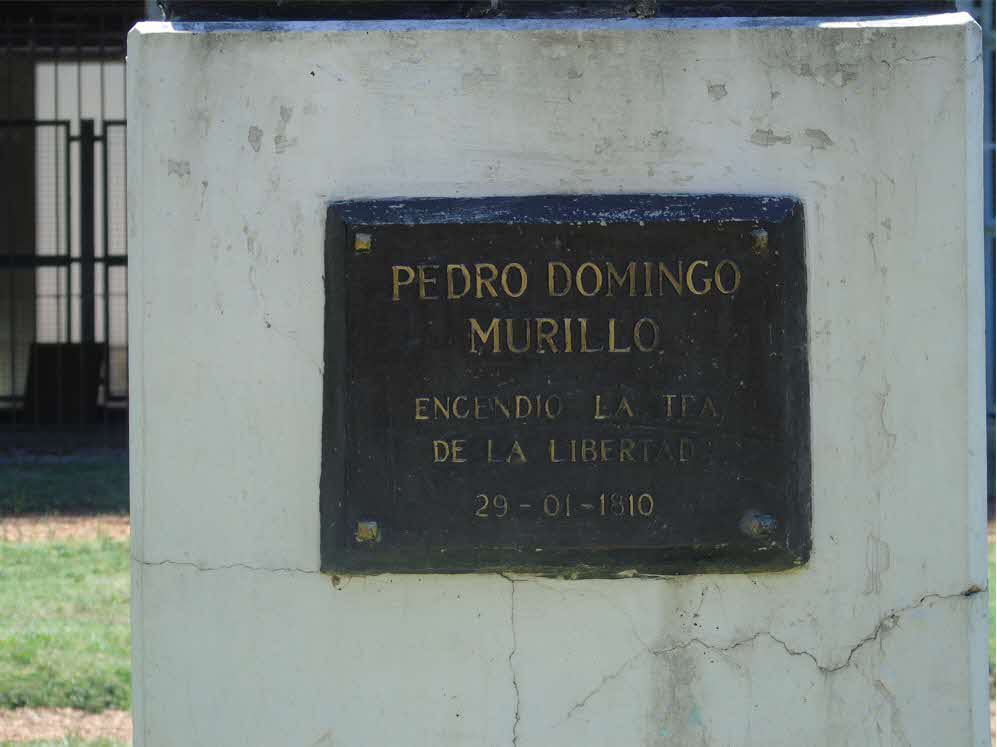 PEDRO DOMINGO
MURILLO
ENCENDIO LA TEA
DE LA LIBERTAD
29-01-1810